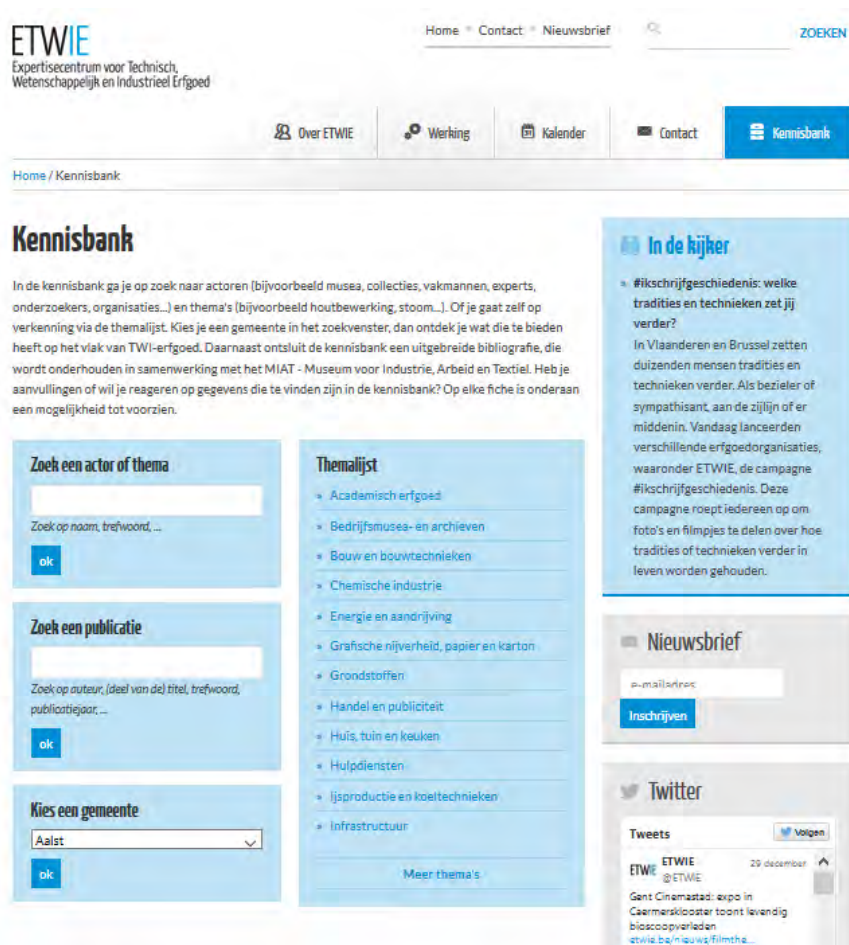 ETWIE
Expertisecentrum voor Technisch,
Wetenschappelijk en Industrieel Erfgoed
Home Contact Nieuwsbrief
ZOEKEN
Over ETWIE
Werking
Kalender
Contact
Kennisbank
Home / Kennisbank
Kennisbank
In de kennisbank ga je op zoek naar actoren (bijvoorbeeld musea, collecties, vakmannen, experts,
onderzoekers, organisaties...) en thema's (bijvoorbeeld houtbewerking, stoom...). Of je gaat zelf op
verkenning via de themalijst. Kies je een gemeente in het zoekvenster, dan ontdek je wat die te bieden
heeft op het vlak van TWI-erfgoed. Daarnaast ontsluit de kennisbank een uitgebreide bibliografie, die
wordt onderhouden in samenwerking met het MIAT - Museum voor Industrie, Arbeid en Textiel. Heb je
aanvullingen of wil je reageren op gegevens die te vinden zijn in de kennisbank? Op elke fiche is onderaan
een mogelijkheid tot voorzien.
Zoek een actor of thema
Zoek op naam, trefwoord, ...
ok
Zoek een publicatie
Zoek op auteur, (deel van de) titel, trefwoord,
publicatiejaar, ...
ok
Kies een gemeente
Aalst
ok
Themalijst
» Academisch erfgoed
» Bedrijfsmusea- en archieven
» Bouw en bouwtechnieken
» Chemische industrie
» Energie en aandrijving
» Grafische nijverheid, papier en karton
» Grondstoffen
» Handel en publiciteit
» Huis, tuin en keuken
» Hulpdiensten
» Ijsproductie en koeltechnieken
» Infrastructuur
Meer thema's
In de kijker
» #ikschrijfgeschiedenis: welke
tradities en technieken zet jij
verder?
In Vlaanderen en Brussel zetten
duizenden mensen tradities en
technieken verder. Als bezieler of
sympathisant, aan de zijlijn of er
middenin. Vandaag lanceerden
verschillende erfgoedorganisaties,
waaronder ETWIE, de campagne
#ikschrijfgeschiedenis. Deze
campagne roept iedereen op om
foto's en filmpjes te delen over hoe
tradities of technieken verder in
leven worden gehouden.
Nieuwsbrief
e-mailadres
Inschrijven
Twitter
Tweets
Volgen
ETWIE
ETWIE
29 december
@ETWIE
Gent Cinemastad: expo in
Caermersklooster toont levendig
bioscoopverleden
etwie.be/nieuws/filmthe...